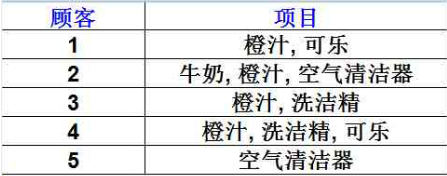 顾客 项目
1 橙汁, 可乐
2 牛奶, 橙汁, 空气清洁器
3 橙汁, 洗洁精
4 橙汁, 洗洁精, 可乐
5 空气清洁器